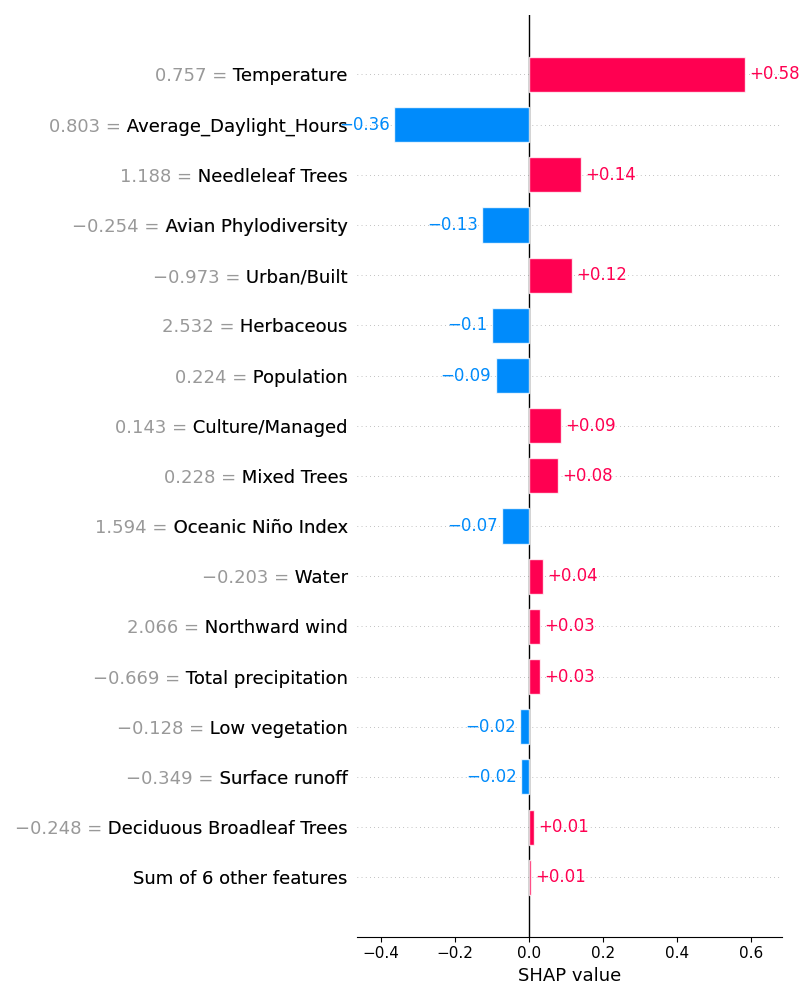 0.757 = Temperature +0.58
0.803 = Average_Daylight_Hours −0.36
1.188 = Needleleaf Trees +0.14
−0.254 = Avian Phylodiversity −0.13
−0.973 = Urban/Built +0.12
2.532 = Herbaceous −0.1
0.224 = Population −0.09
0.143 = Culture/Managed +0.09
0.228 = Mixed Trees +0.08
1.594 = Oceanic Niño Index −0.07
−0.203 = Water +0.04
2.066 = Northward wind +0.03
−0.669 = Total precipitation +0.03
−0.128 = Low vegetation −0.02
−0.349 = Surface runoff −0.02
−0.248 = Deciduous Broadleaf Trees +0.01
Sum of 6 other features +0.01
−0.4 −0.2 0.0 0.2 0.4 0.6
SHAP value